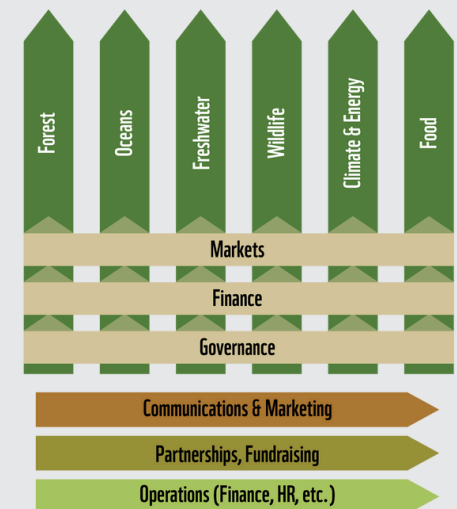 Forest
Oceans
Freshwater
Wildlife
Climate & Energy
Food
Markets
Finance
Governance
Communications & Marketing
Partnerships, Fundraising
Operations (Finance, HR, etc.)